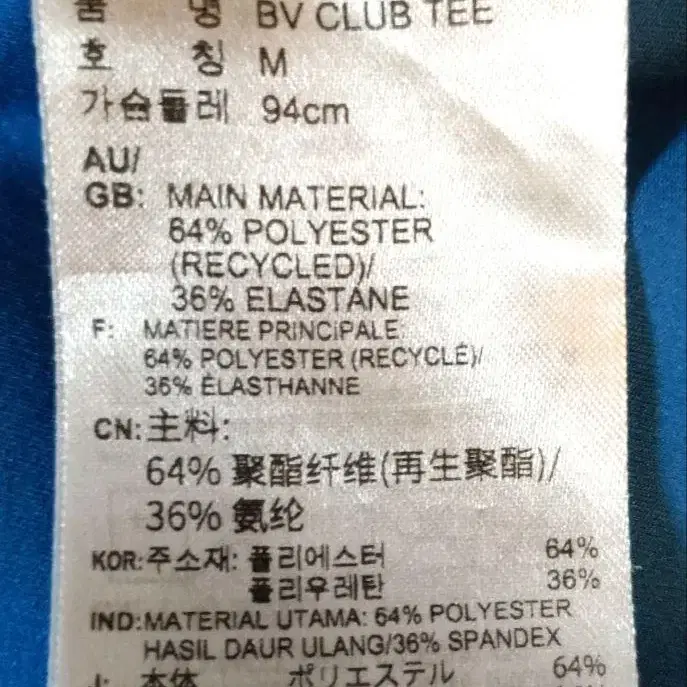 품 명 BV CLUB TEE
호 칭 M
가슴둘레 94cm
AU/
GB: MAIN MATERIAL:
64% POLYESTER
(RECYCLED)/
36% ELASTANE
F: MATIERE PRINCIPALE
64% POLYESTER (RECYCLÉ)/
36% ÉLASTHANNE
CN: 主料:
64% 聚酯纤维(再生聚酯)/
36% 氨纶
KOR:주소재: 폴리에스터 64%
폴리우레탄 36%
IND:MATERIAL UTAMA: 64% POLYESTER
HASIL DAUR ULANG/36% SPANDEX
本体 ポリエステル 64%